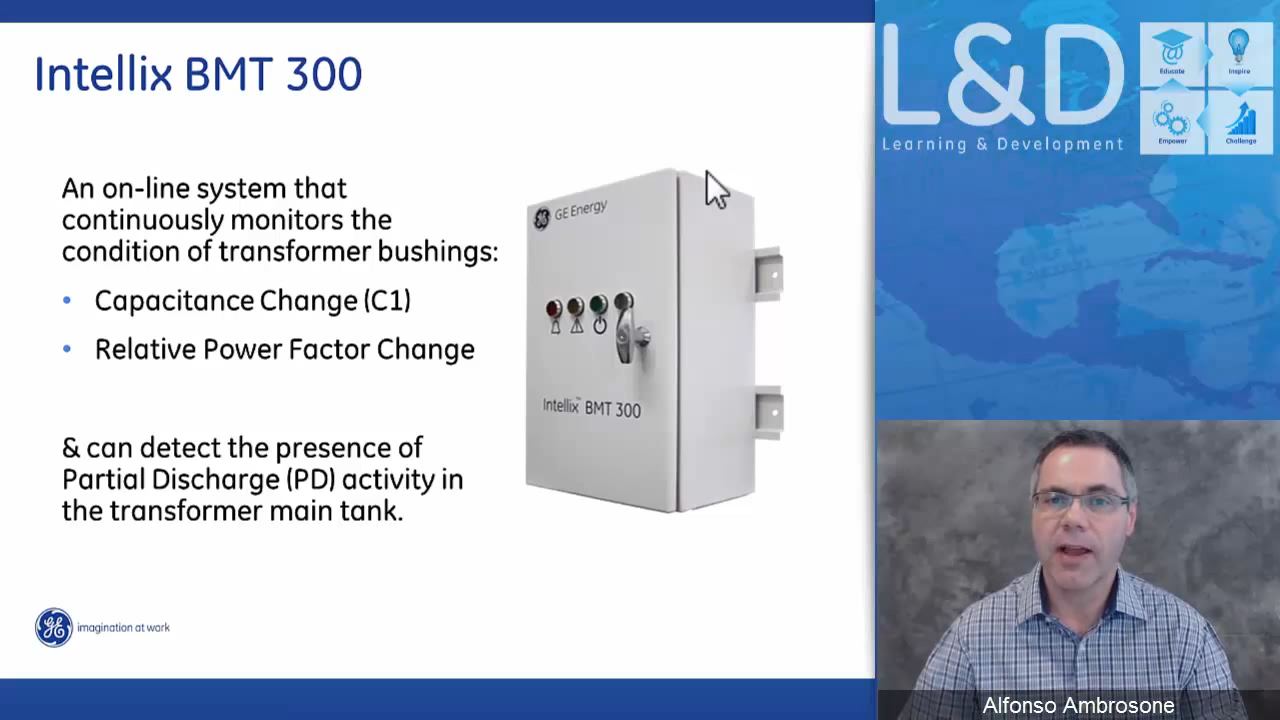 Intellix BMT 300
An on-line system that
continuously monitors the
condition of transformer bushings:
• Capacitance Change (C1)
• Relative Power Factor Change
& can detect the presence of
Partial Discharge (PD) activity in
the transformer main tank.
GE Energy
Intellix™ BMT 300
GE imagination at work
L&D
Learning & Development
Educate
Inspire
Empower
Challenge
Alfonso Ambrosone